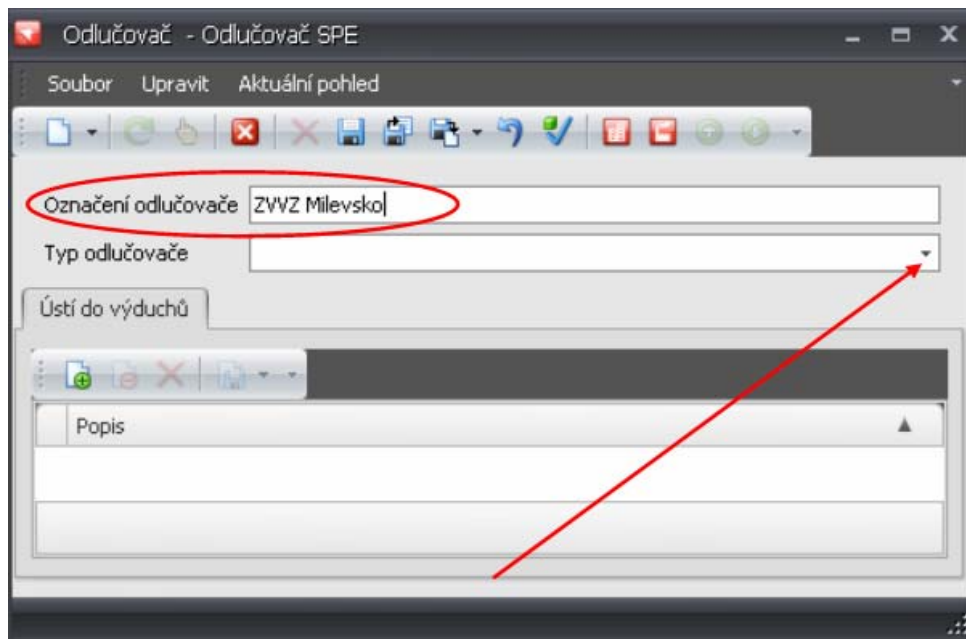 Odlučovač - Odlučovač SPE
Soubor Upravit Aktuální pohled
Označení odlučovače ZVVZ Milevsko
Typ odlučovače
Ústí do výduchů
Popis